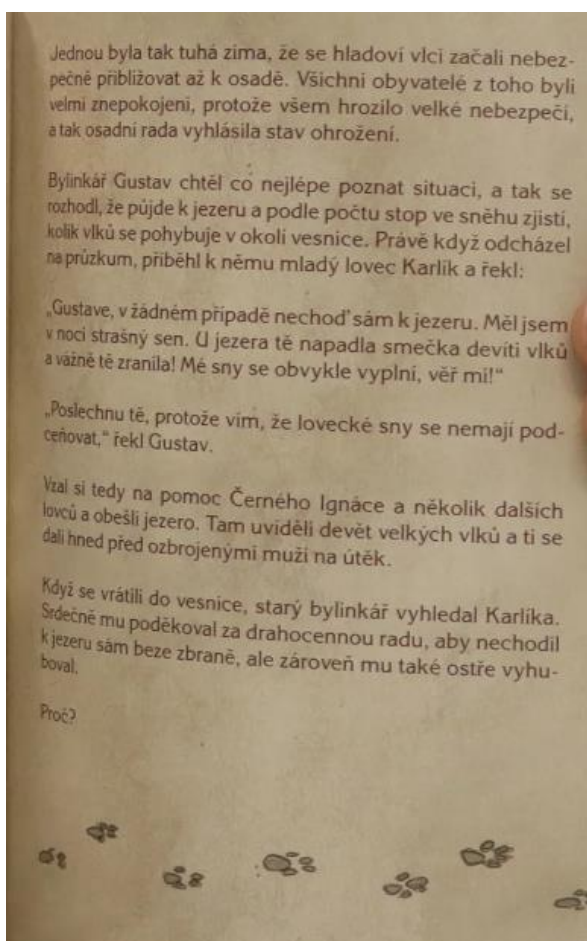 Jednou byla tak tuhá zima, že se hladoví vlci začali nebez-
pečně přibližovat až k osadě. Všichni obyvatelé z toho byli
velmi znepokojeni, protože všem hrozilo velké nebezpečí,
a tak osadní rada vyhlásila stav ohrožení.
Bylinkář Gustav chtěl co nejlépe poznat situaci, a tak se
rozhodl, že půjde k jezeru a podle počtu stop ve sněhu zjistí,
kolik vlků se pohybuje v okolí vesnice. Právě když odcházel
na průzkum, přiběhl k němu mladý lovec Karlík a řekl:
„Gustave, v žádném případě nechoď sám k jezeru. Měl jsem
v noci strašný sen. U jezera tě napadla smečka devíti vlků
a vážně tě zranila! Mé sny se obvykle vyplní, věř mi!“
„Poslechnu tě, protože vím, že lovecké sny se nemají pod-
ceňovat,“ řekl Gustav.
Vzal si tedy na pomoc Černého Ignáce a několik dalších
lovců a obešli jezero. Tam uviděli devět velkých vlků a ti se
dali hned před ozbrojenými muži na útěk.
Když se vrátili do vesnice, starý bylinkář vyhledal Karlíka.
Srdečně mu poděkoval za drahocennou radu, aby nechodil
k jezeru sám beze zbraně, ale zároveň mu také ostře vyhu-
boval.
Proč?